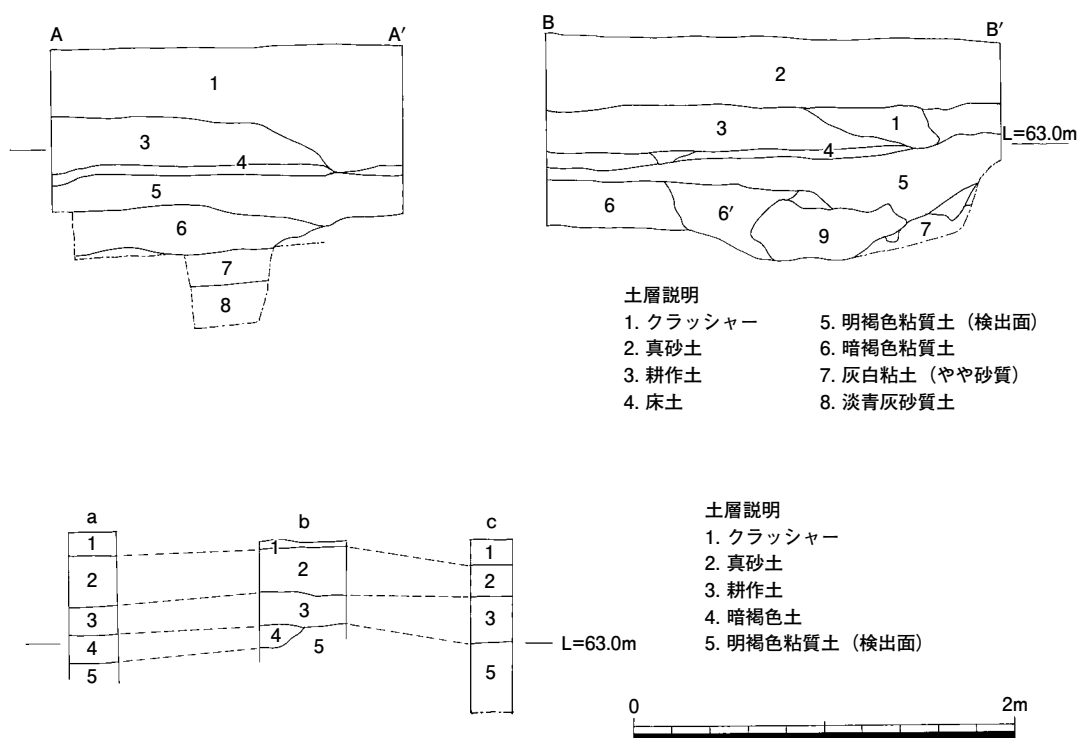 A A′
1
3
4
5
6
7
8
B B′
2
3
1
4
5
6
6′
9
7
L=63.0m
土層説明
1. クラッシャー
2. 真砂土
3. 耕作土
4. 床土
5. 明褐色粘質土（検出面）
6. 暗褐色粘質土
7. 灰白粘土（やや砂質）
8. 淡青灰砂質土
a
1
2
3
4
5
b
1
2
3
4
5
c
1
2
3
5
L=63.0m
土層説明
1. クラッシャー
2. 真砂土
3. 耕作土
4. 暗褐色土
5. 明褐色粘質土（検出面）
0 2m